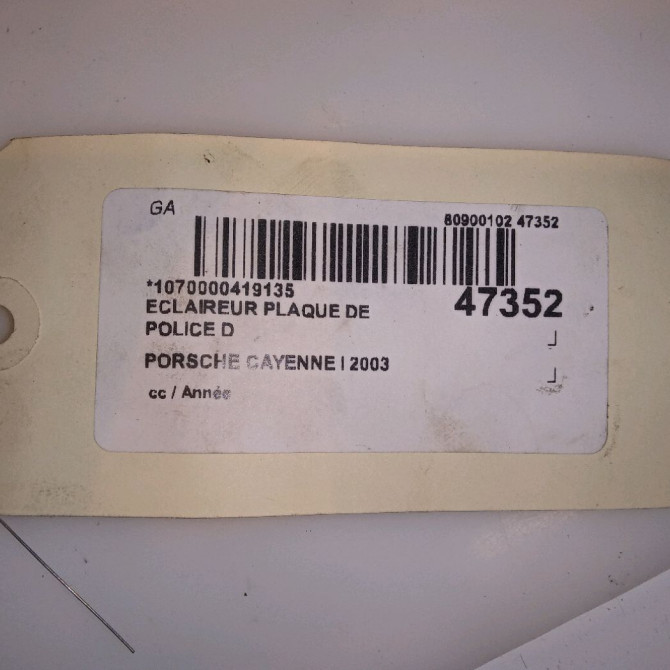 GA
80900102 47352
*1070000419135
47352
ECLAIREUR PLAQUE DE
POLICE D
PORSCHE CAYENNE I 2003
cc / Année